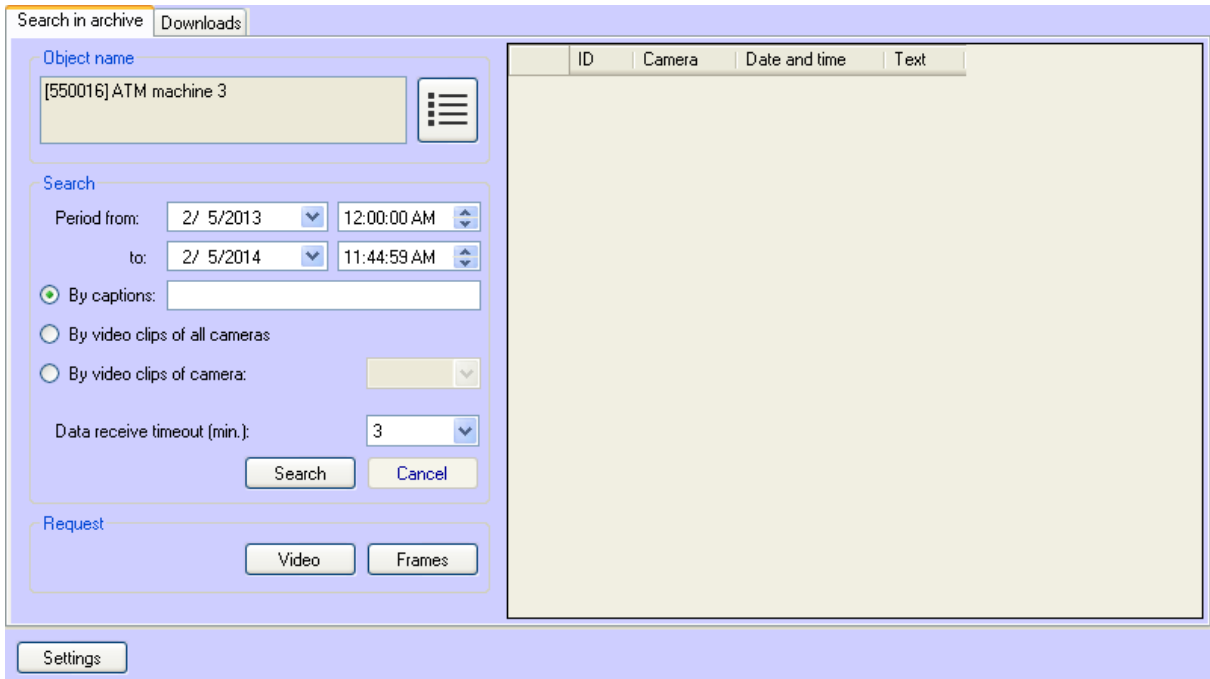 Search in archive Downloads
Object name
[550016] ATM machine 3
Search
Period from: 2/ 5/2013 12:00:00 AM
to: 2/ 5/2014 11:44:59 AM
By captions:
By video clips of all cameras
By video clips of camera:
Data receive timeout (min.): 3
Search Cancel
Request
Video Frames
ID Camera Date and time Text
Settings